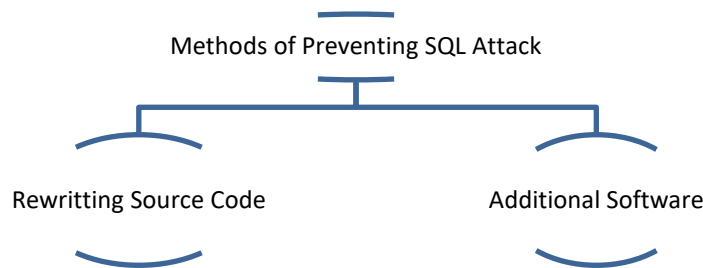 Methods of Preventing SQL Attack
Rewritting Source Code
Additional Software